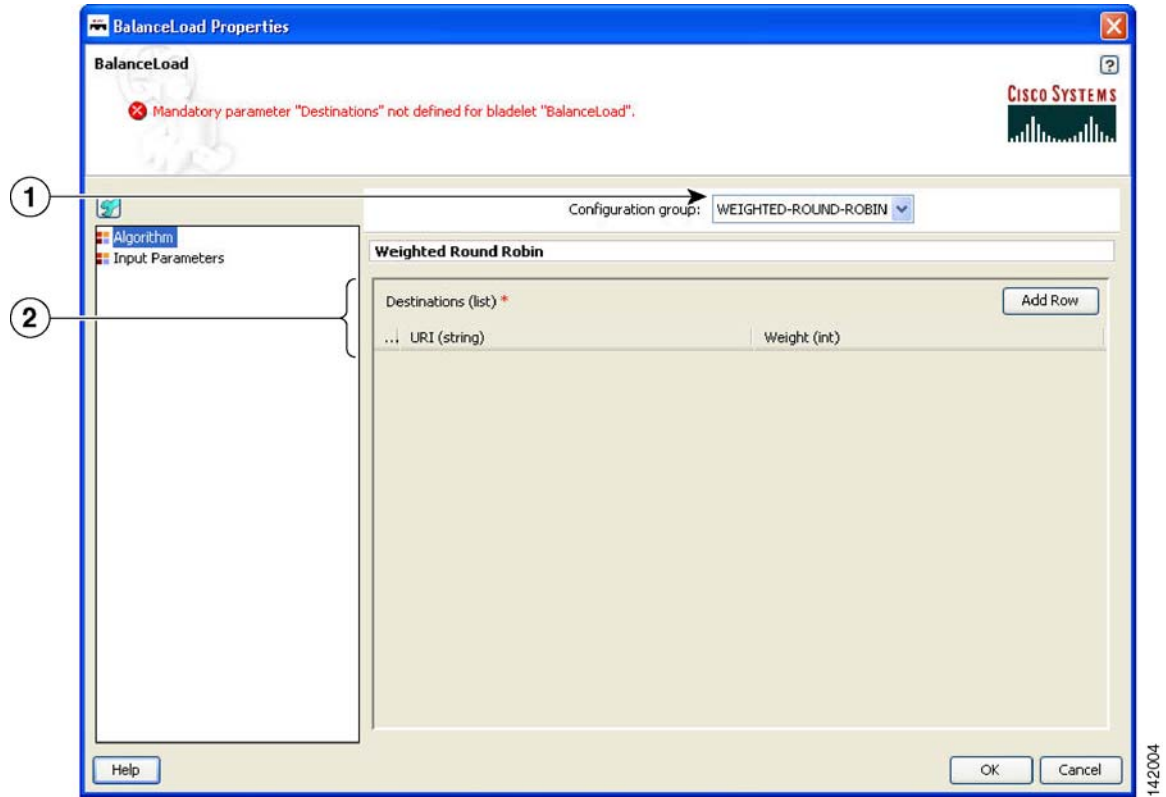 BalanceLoad Properties
BalanceLoad
Mandatory parameter "Destinations" not defined for bladelet "BalanceLoad".
CISCO SYSTEMS
1
Configuration group: WEIGHTED-ROUND-ROBIN
Algorithm
Input Parameters
Weighted Round Robin
2
Destinations (list) *
Add Row
... URI (string) Weight (int)
Help
OK
Cancel
142004